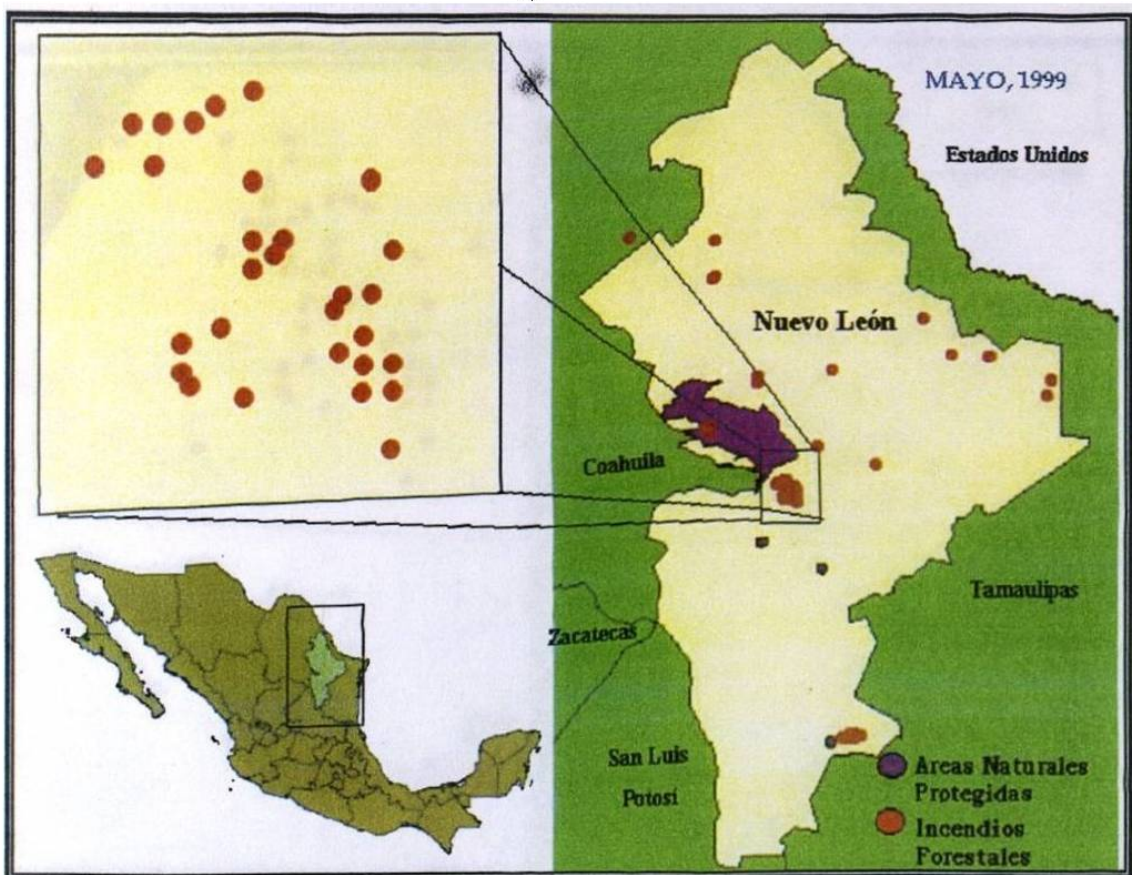 MAYO, 1999
Estados Unidos
Nuevo León
Coahuila
Tamaulipas
Zacatecas
San Luis
Potosí
Areas Naturales
Protegidas
Incendios
Forestales